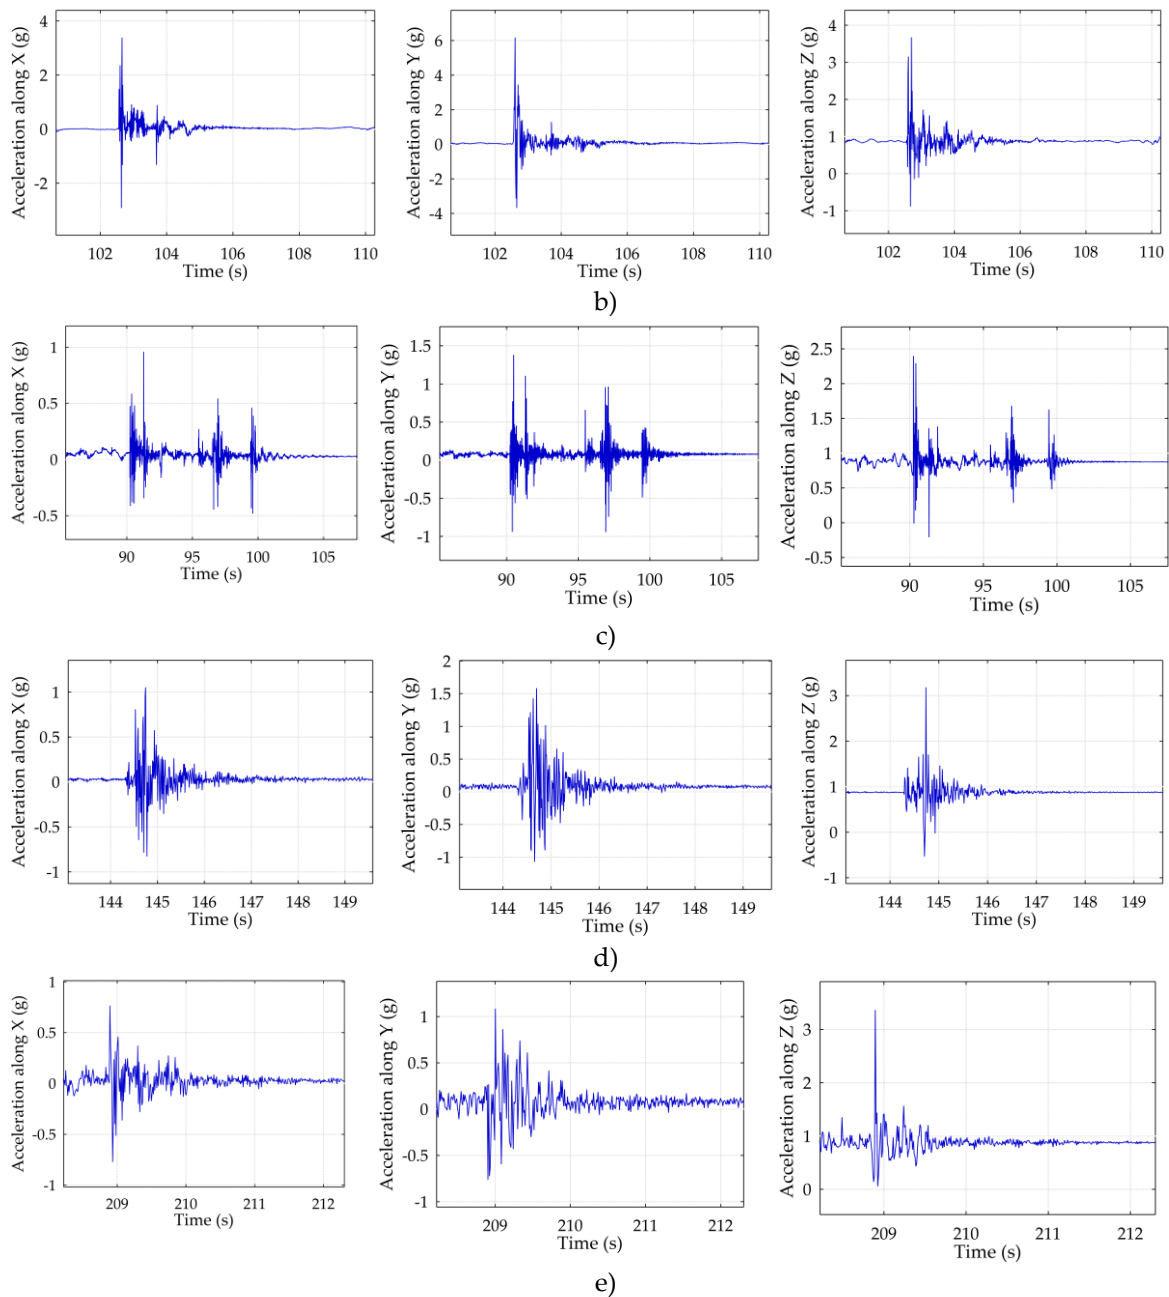 Acceleration along X (g)
4
2
0
-2
102 104 106 108 110
Time (s)
Acceleration along Y (g)
6
4
2
0
-2
-4
102 104 106 108 110
Time (s)
Acceleration along Z (g)
4
3
2
1
0
-1
102 104 106 108 110
Time (s)
b)
Acceleration along X (g)
1
0.5
0
-0.5
90 95 100 105
Time (s)
Acceleration along Y (g)
1.5
1
0.5
0
-0.5
-1
90 95 100 105
Time (s)
Acceleration along Z (g)
2.5
2
1.5
1
0.5
0
-0.5
90 95 100 105
Time (s)
c)
Acceleration along X (g)
1
0.5
0
-0.5
-1
144 145 146 147 148 149
Time (s)
Acceleration along Y (g)
2
1.5
1
0.5
0
-0.5
-1
144 145 146 147 148 149
Time (s)
Acceleration along Z (g)
3
2
1
0
-1
144 145 146 147 148 149
Time (s)
d)
Acceleration along X (g)
1
0.5
0
-0.5
-1
209 210 211 212
Time (s)
Acceleration along Y (g)
1
0.5
0
-0.5
-1
209 210 211 212
Time (s)
Acceleration along Z (g)
3
2
1
0
209 210 211 212
Time (s)
e)